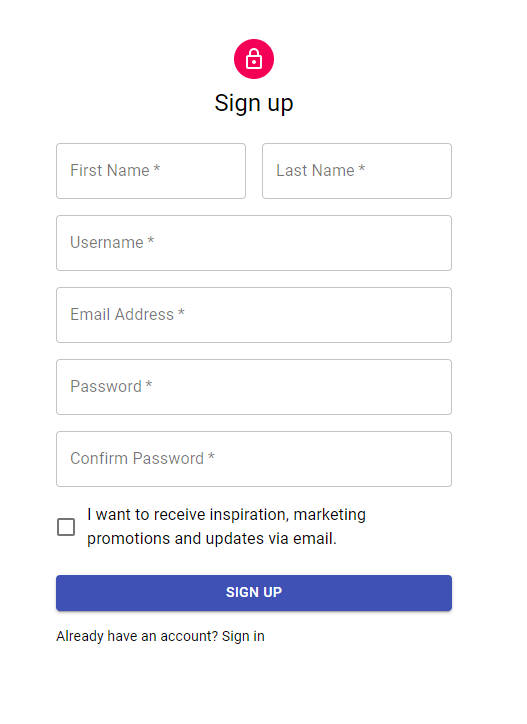 Sign up
First Name *
Last Name *
Username *
Email Address *
Password *
Confirm Password *
I want to receive inspiration, marketing
promotions and updates via email.
SIGN UP
Already have an account? Sign in